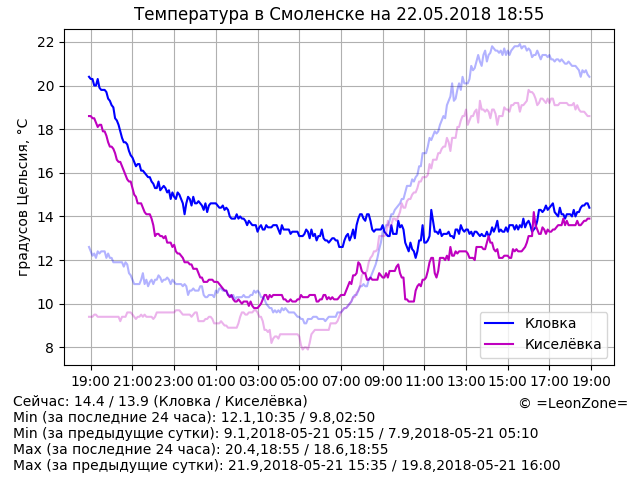 Температура в Смоленске на 22.05.2018 18:55
градусов Цельсия, °C
22
20
18
16
14
12
10
8
19:00 21:00 23:00 01:00 03:00 05:00 07:00 09:00 11:00 13:00 15:00 17:00 19:00
Кловка
Киселёвка
© =LeonZone=
Сейчас: 14.4 / 13.9 (Кловка / Киселёвка)
Min (за последние 24 часа): 12.1,10:35 / 9.8,02:50
Min (за предыдущие сутки): 9.1,2018-05-21 05:15 / 7.9,2018-05-21 05:10
Max (за последние 24 часа): 20.4,18:55 / 18.6,18:55
Max (за предыдущие сутки): 21.9,2018-05-21 15:35 / 19.8,2018-05-21 16:00